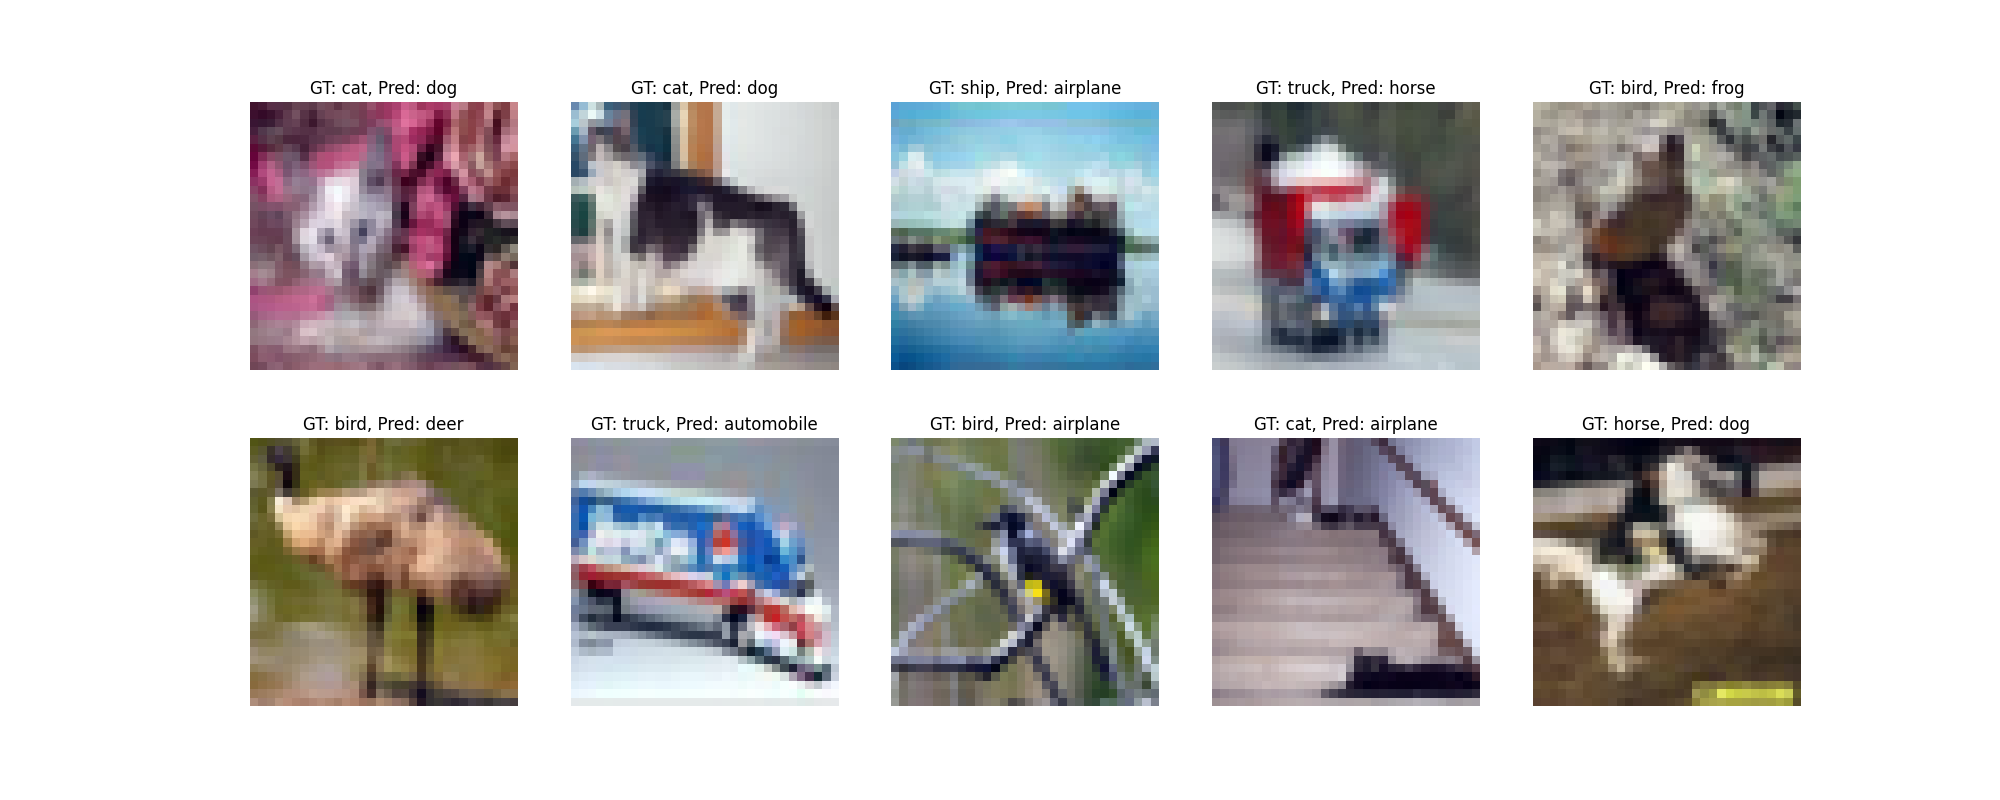 GT: cat, Pred: dog
GT: cat, Pred: dog
GT: ship, Pred: airplane
GT: truck, Pred: horse
GT: bird, Pred: frog
GT: bird, Pred: deer
GT: truck, Pred: automobile
GT: bird, Pred: airplane
GT: cat, Pred: airplane
GT: horse, Pred: dog